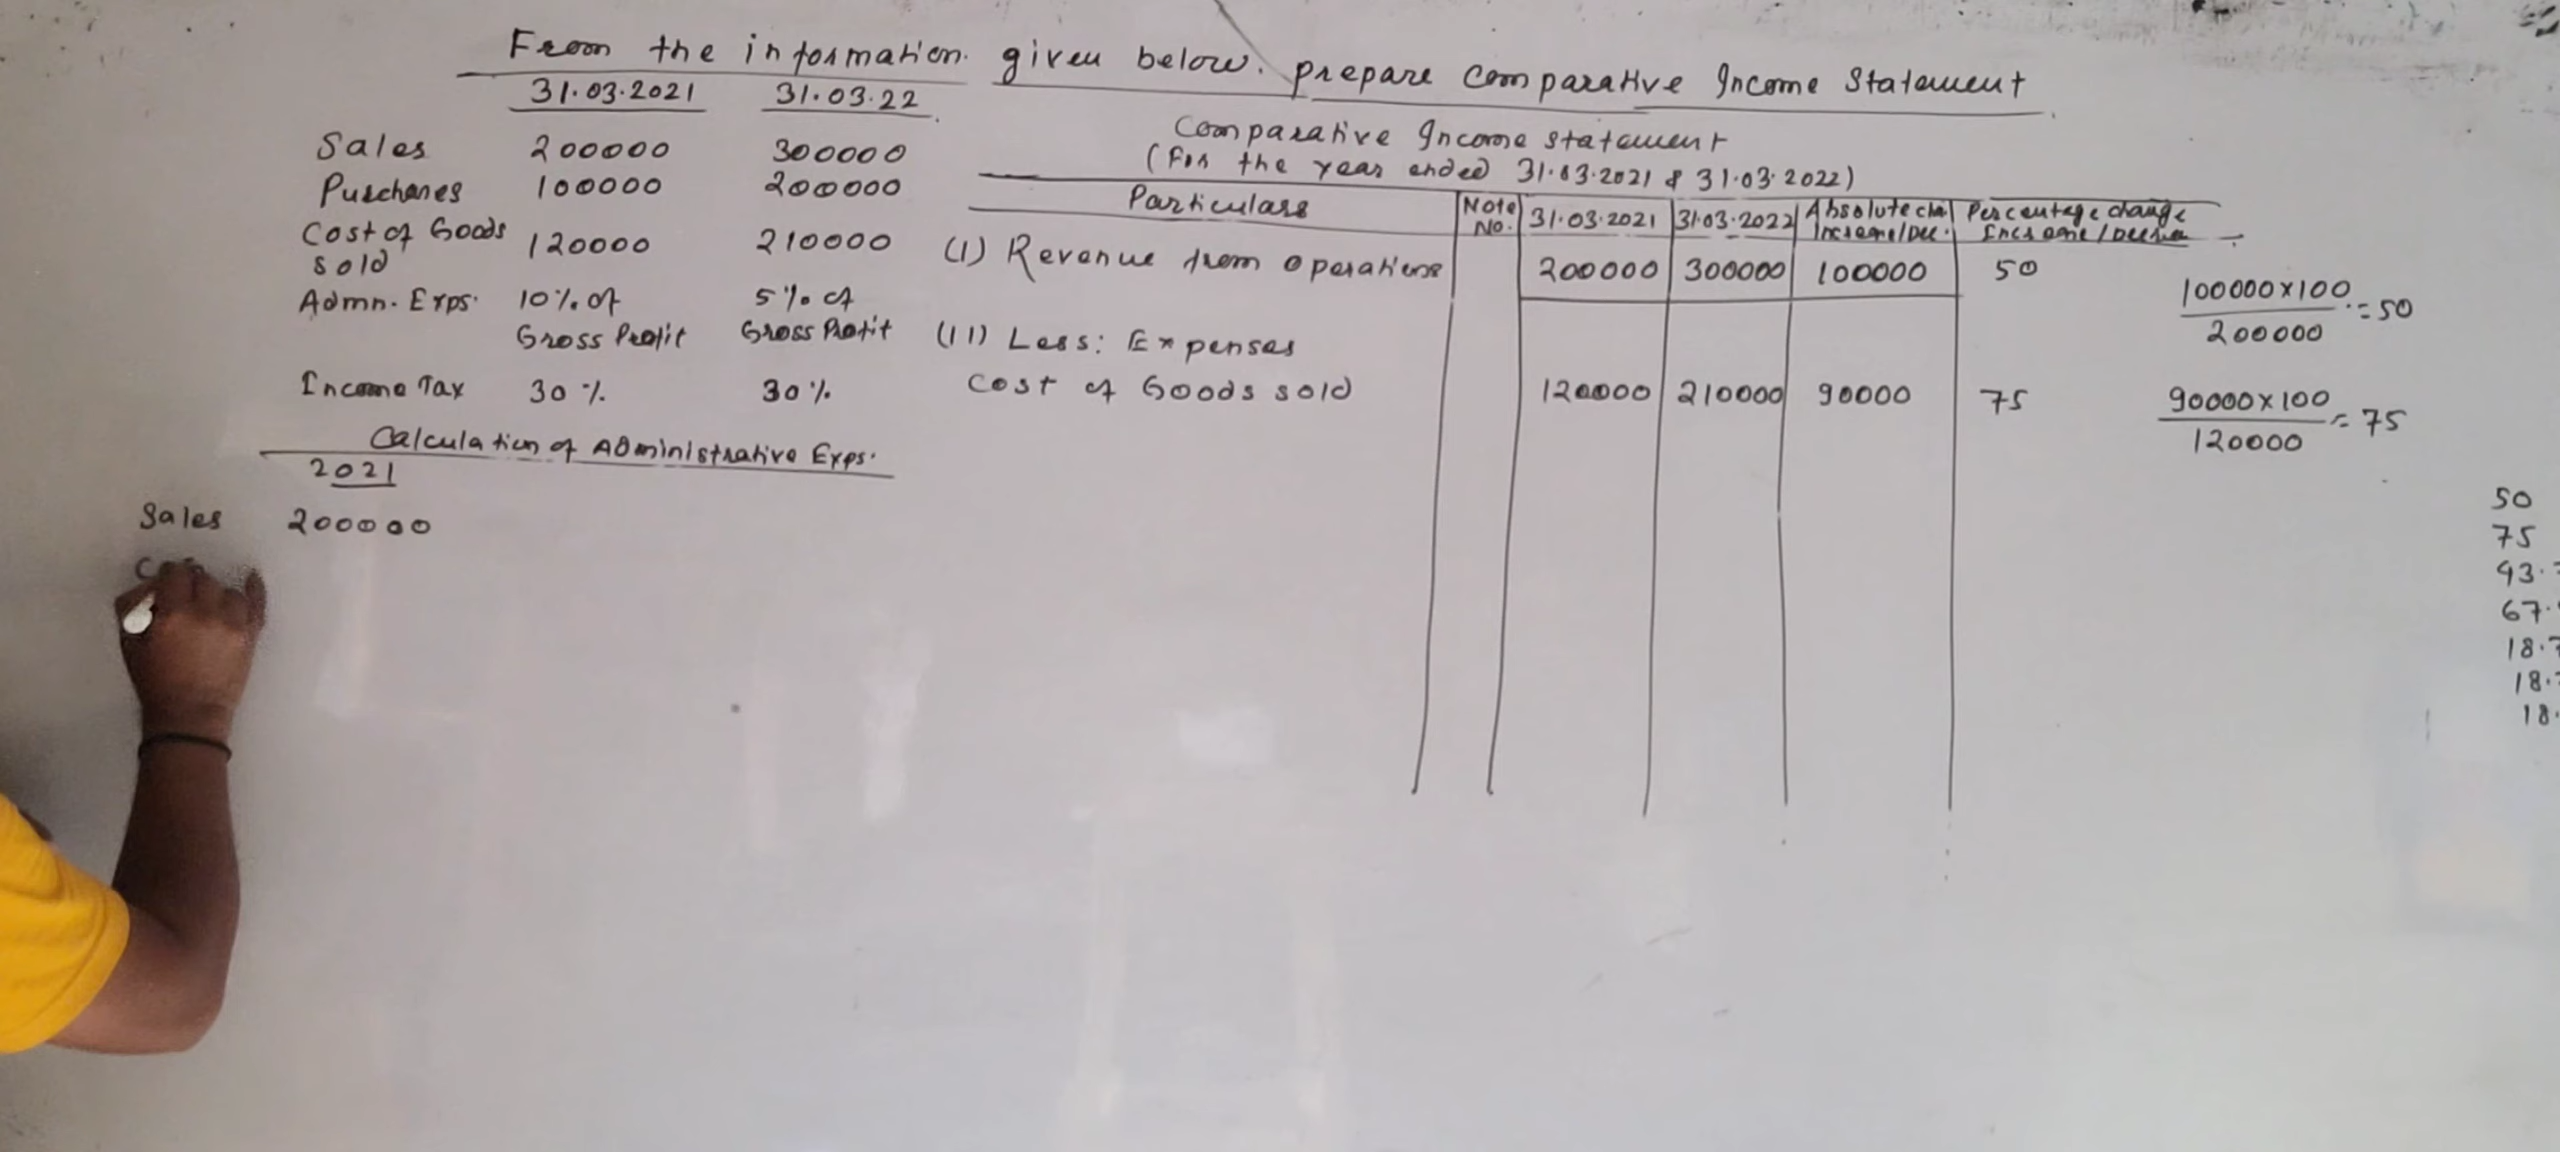 From the information given below. prepare comparative Income Statement
31.03.2021 31.03.22
Sales 200000 300000
Purchases 100000 200000
Cost of Goods sold 120000 210000
Admn. Exps. 10% of Gross Profit 5% of Gross Profit
Income Tax 30% 30%
Calculation of Administrative Exps.
2021
Sales 200000
Comparative Income statement
(For the year ended 31.03.2021 & 31.03.2022)
Particulars Note No. 31.03.2021 31.03.2022 Absolute Percentage change
(I) Revenue from operations 200000 300000 100000 50
(II) Less: Expenses
Cost of Goods sold 120000 210000 90000 75
100000x100
200000 = 50
90000x100
120000 = 75
50
75